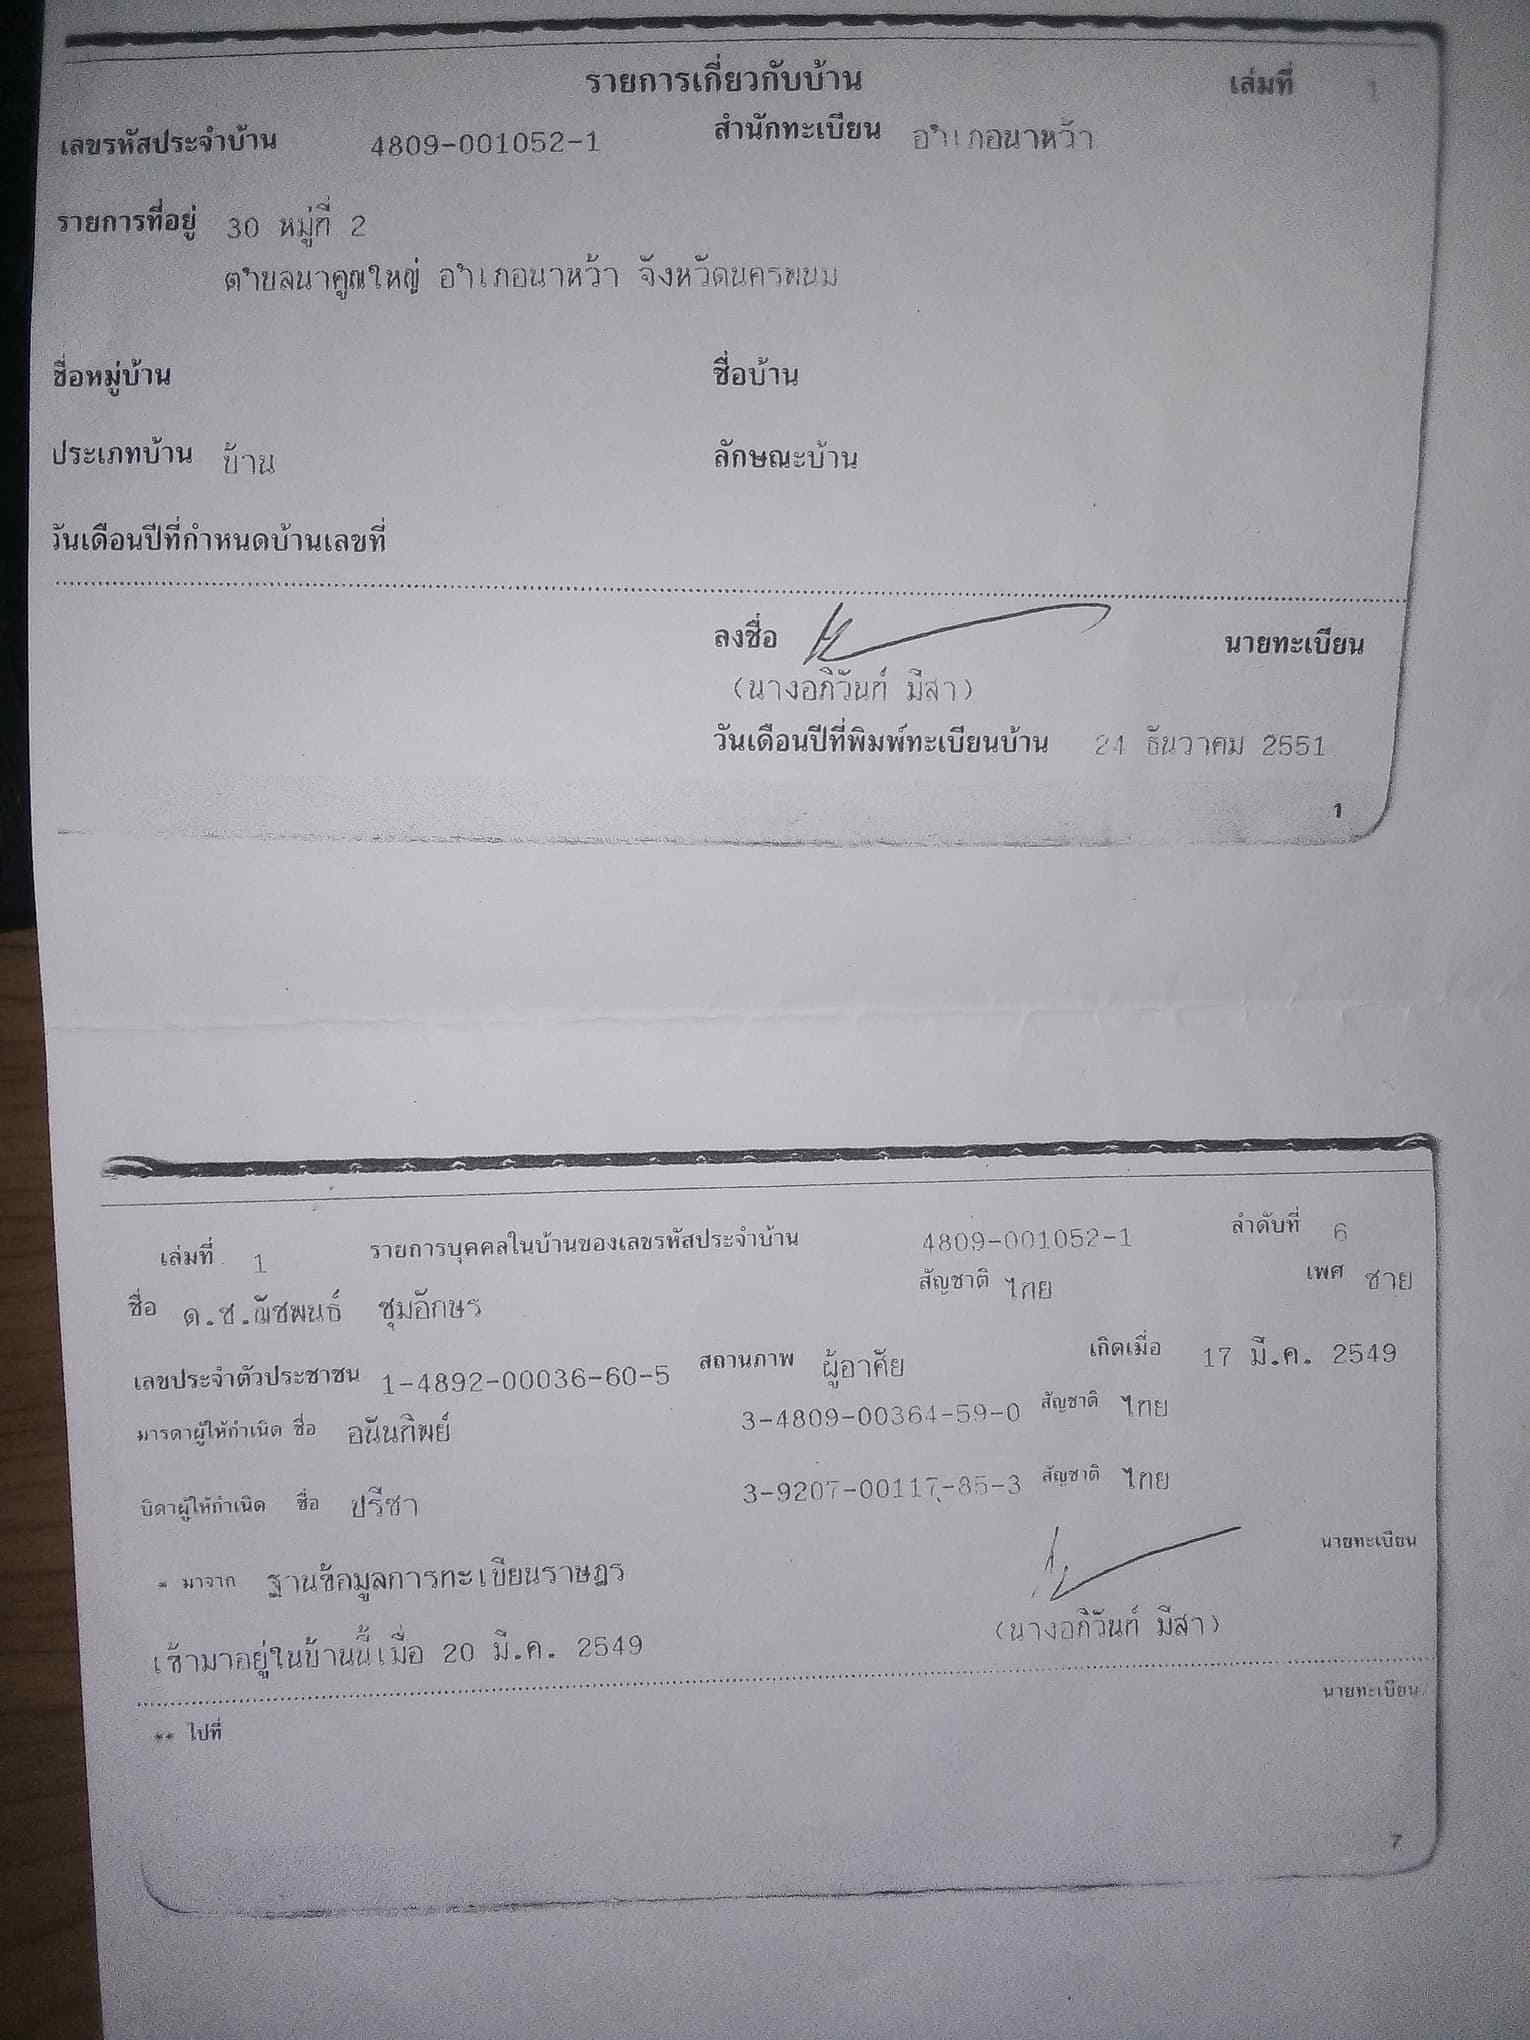 รายการเกี่ยวกับบ้าน เล่มที่ 1
เลขรหัสประจำบ้าน 4809-001052-1 สำนักทะเบียน อำเภอนาหว้า
รายการที่อยู่ 30 หมู่ที่ 2
ตำบลนาคูณใหญ่ อำเภอนาหว้า จังหวัดนครพนม
ชื่อหมู่บ้าน ชื่อบ้าน
ประเภทบ้าน บ้าน ลักษณะบ้าน
วันเดือนปีที่กำหนดบ้านเลขที่
ลงชื่อ นายทะเบียน
(นางอภิวันท์ มีสา)
วันเดือนปีที่พิมพ์ทะเบียนบ้าน 24 ธันวาคม 2551
1
เล่มที่ 1 รายการบุคคลในบ้านของเลขรหัสประจำบ้าน 4809-001052-1 ลำดับที่ 6
ชื่อ ด.ช.ณัชพนธ์ ชุมอักษร สัญชาติ ไทย เพศ ชาย
เลขประจำตัวประชาชน 1-4892-00036-60-5 สถานภาพ ผู้อาศัย เกิดเมื่อ 17 มี.ค. 2549
มารดาผู้ให้กำเนิด ชื่อ อนันทิพย์ 3-4809-00364-59-0 สัญชาติ ไทย
บิดาผู้ให้กำเนิด ชื่อ ปรีชา 3-9207-00117-85-3 สัญชาติ ไทย
* มาจาก ฐานข้อมูลการทะเบียนราษฎร นายทะเบียน
(นางอภิวันท์ มีสา)
เข้ามาอยู่ในบ้านนี้เมื่อ 20 มี.ค. 2549
นายทะเบียน
** ไปที่
7